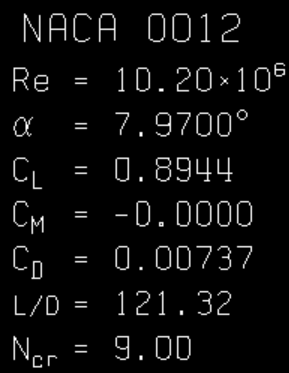 NACA 0012
Re = 10.20×10⁶
α = 7.9700°
C_L = 0.8944
C_M = -0.0000
C_D = 0.00737
L/D = 121.32
N_cr = 9.00